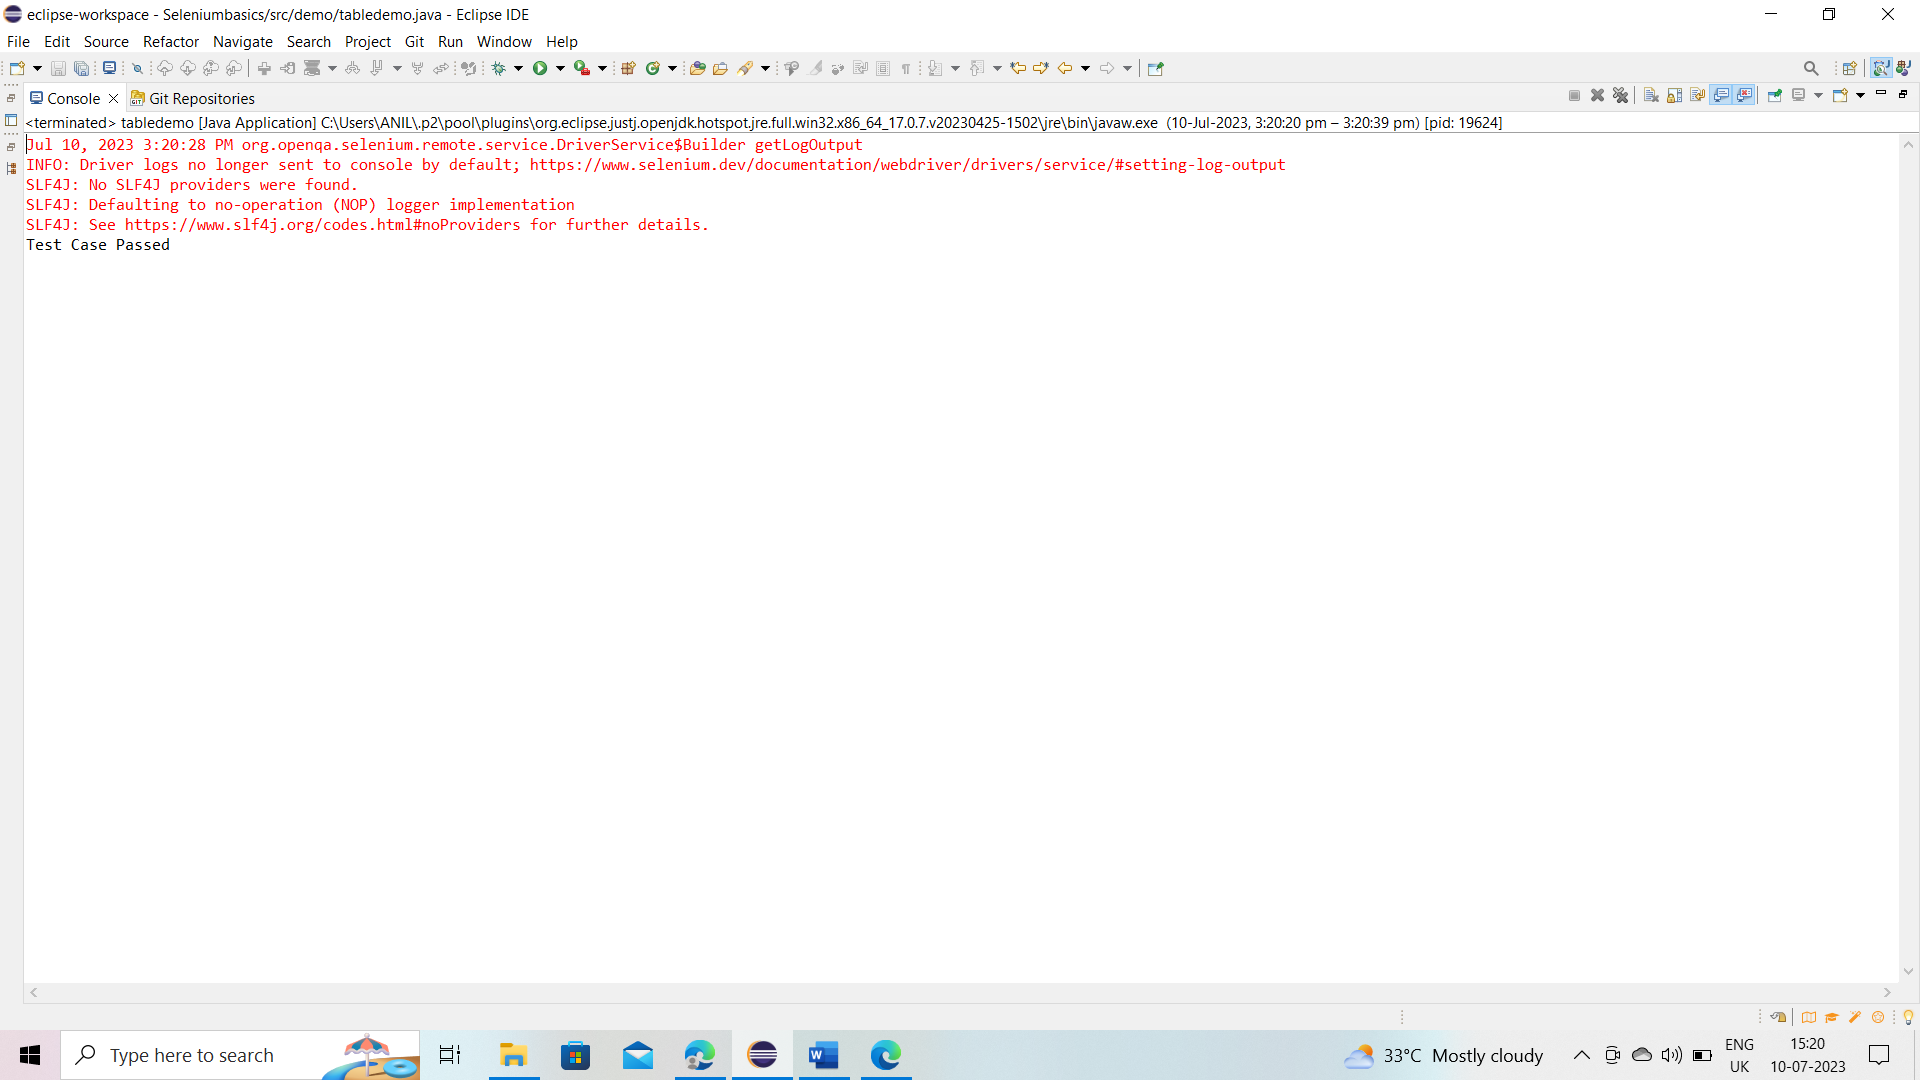 eclipse-workspace - Seleniumbasics/src/demo/tabledemo.java - Eclipse IDE
File Edit Source Refactor Navigate Search Project Git Run Window Help
Console Git Repositories
<terminated> tabledemo [Java Application] C:\Users\ANIL\.p2\pool\plugins\org.eclipse.justj.openjdk.hotspot.jre.full.win32.x86_64_17.0.7.v20230425-1502\jre\bin\javaw.exe (10-Jul-2023, 3:20:20 pm – 3:20:39 pm) [pid: 19624]
Jul 10, 2023 3:20:28 PM org.openqa.selenium.remote.service.DriverService$Builder getLogOutput
INFO: Driver logs no longer sent to console by default; https://www.selenium.dev/documentation/webdriver/drivers/service/#setting-log-output
SLF4J: No SLF4J providers were found.
SLF4J: Defaulting to no-operation (NOP) logger implementation
SLF4J: See https://www.slf4j.org/codes.html#noProviders for further details.
Test Case Passed
Type here to search
33°C Mostly cloudy
ENG
UK
15:20
10-07-2023